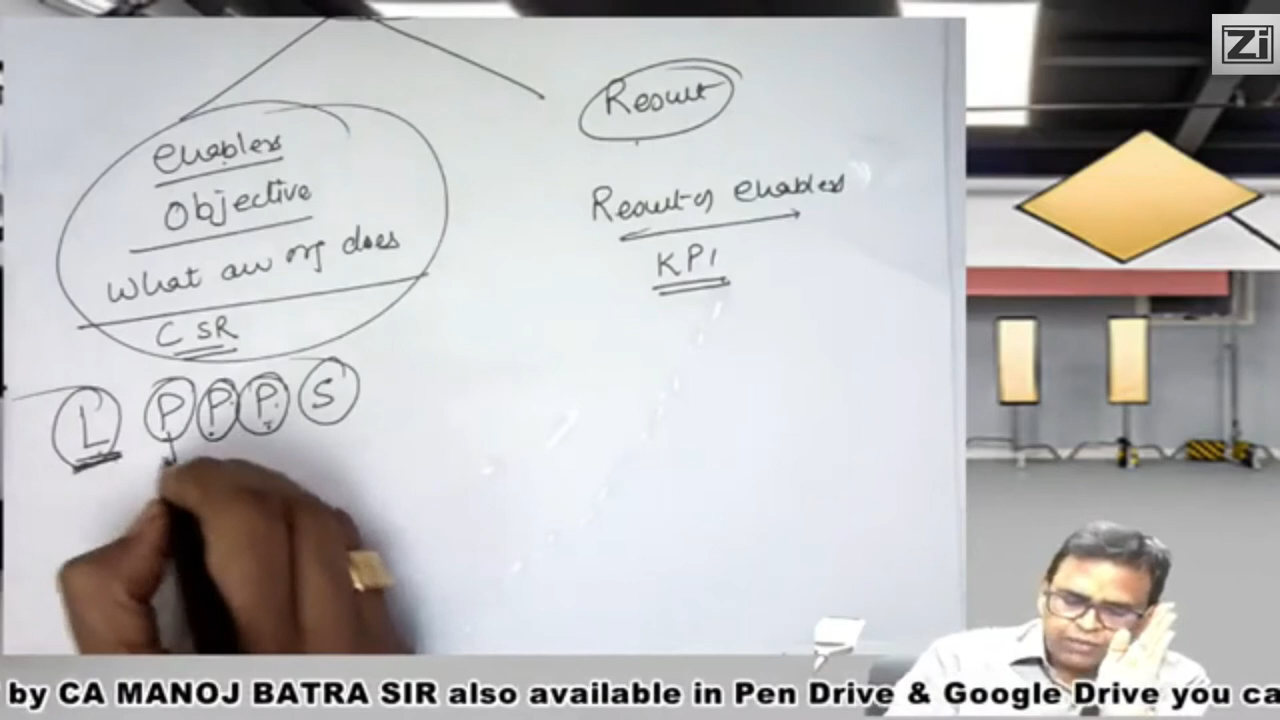 Zi
Result
enablers
Objective
What an org does
CSR
Result of enablers
KPI
L P P P S
by CA MANOJ BATRA SIR also available in Pen Drive & Google Drive you ca